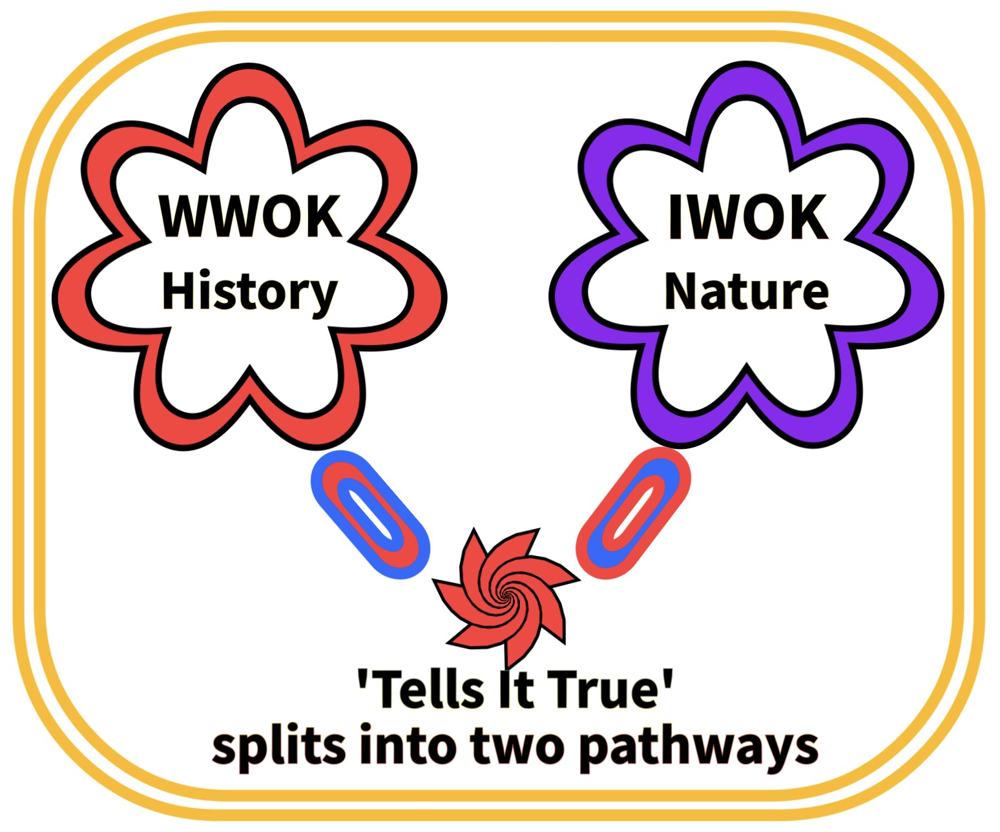 WWOK
History
IWOK
Nature
'Tells It True'
splits into two pathways